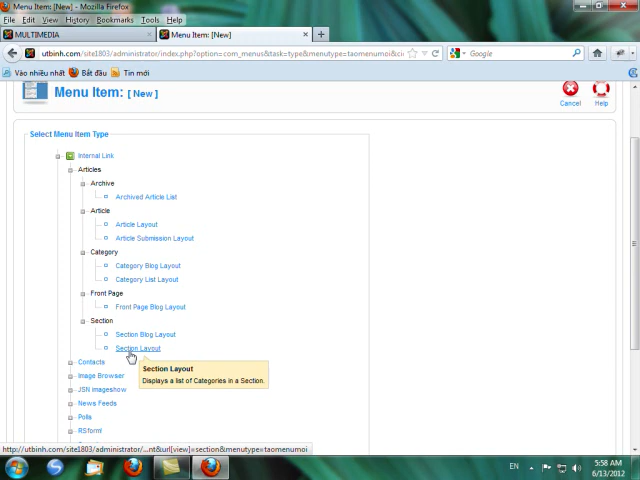 Menu Item: [New] - Mozilla Firefox
File Edit View History Bookmarks Tools Help
MULTIMEDIA
Menu Item: [New]
utbinh.com/site1803/administrator/index.php?option=com_menus&task=type&menutype=taomenumoi&ci
Google
Vào nhiều nhất
Bắt đầu
Tin mới
Menu Item: [ New ]
Cancel
Help
Select Menu Item Type
Internal Link
Articles
Archive
Archived Article List
Article
Article Layout
Article Submission Layout
Category
Category Blog Layout
Category List Layout
Front Page
Front Page Blog Layout
Section
Section Blog Layout
Section Layout
Contacts
Section Layout
Image Browser
Displays a list of Categories in a Section.
JSN imageshow
News Feeds
Polls
RSform!
http://utbinh.com/site1803/administrator/...nt&url[view]=section&menutype=taomenumoi
EN
5:58 AM
6/13/2012